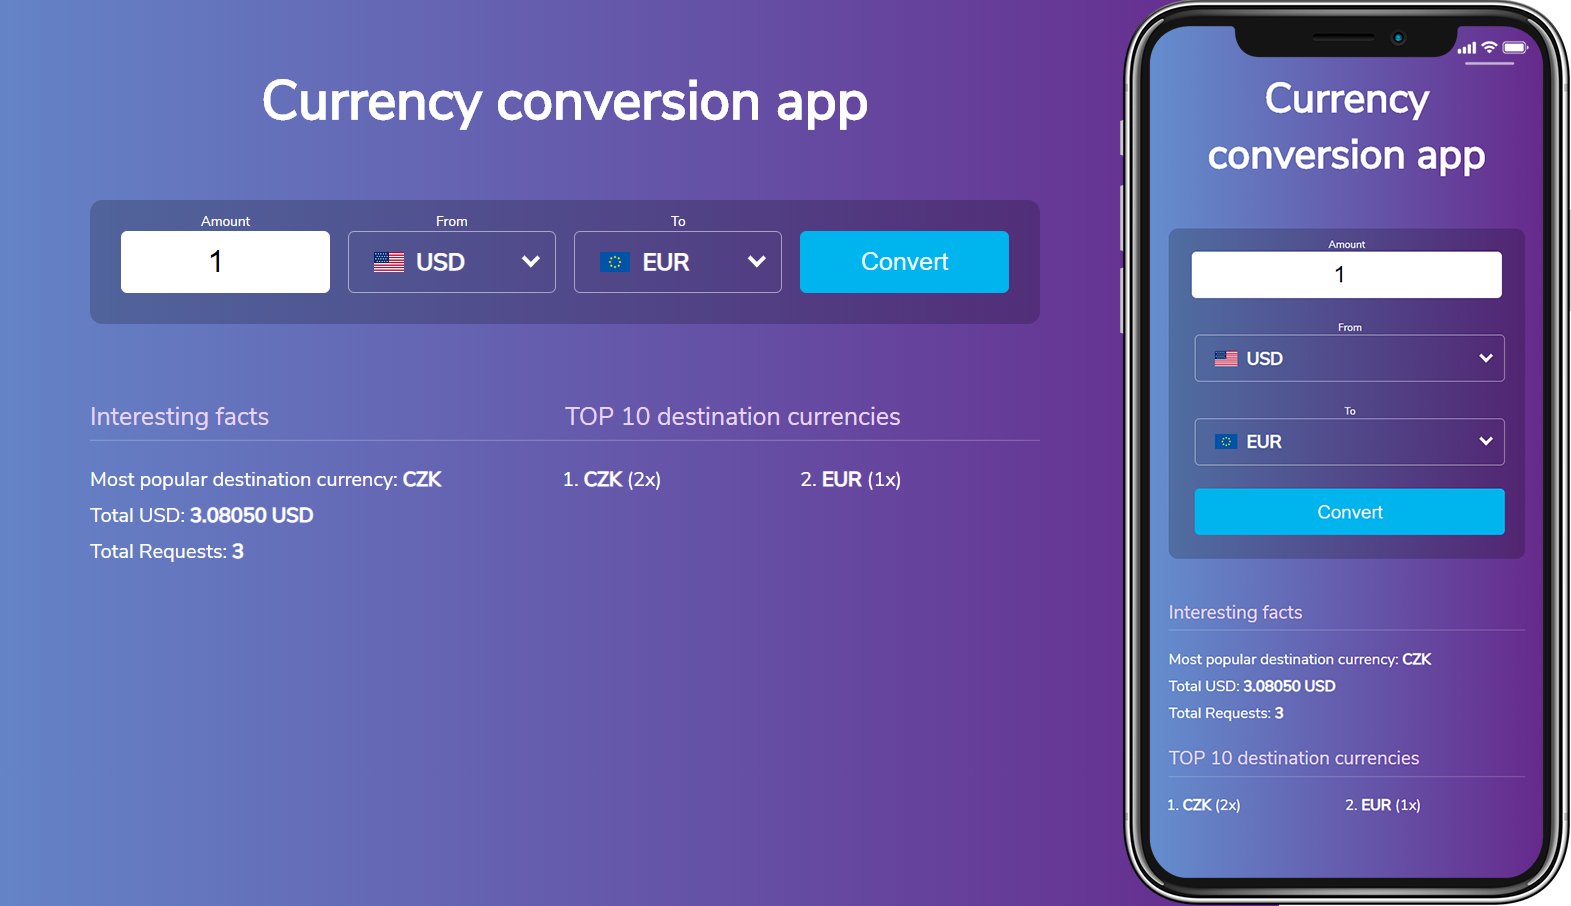 Currency conversion app
Amount
From
To
1
USD
EUR
Convert
Interesting facts
TOP 10 destination currencies
Most popular destination currency: CZK
Total USD: 3.08050 USD
Total Requests: 3
1. CZK (2x)
2. EUR (1x)
Currency
conversion app
Amount
1
From
USD
To
EUR
Convert
Interesting facts
Most popular destination currency: CZK
Total USD: 3.08050 USD
Total Requests: 3
TOP 10 destination currencies
1. CZK (2x)
2. EUR (1x)